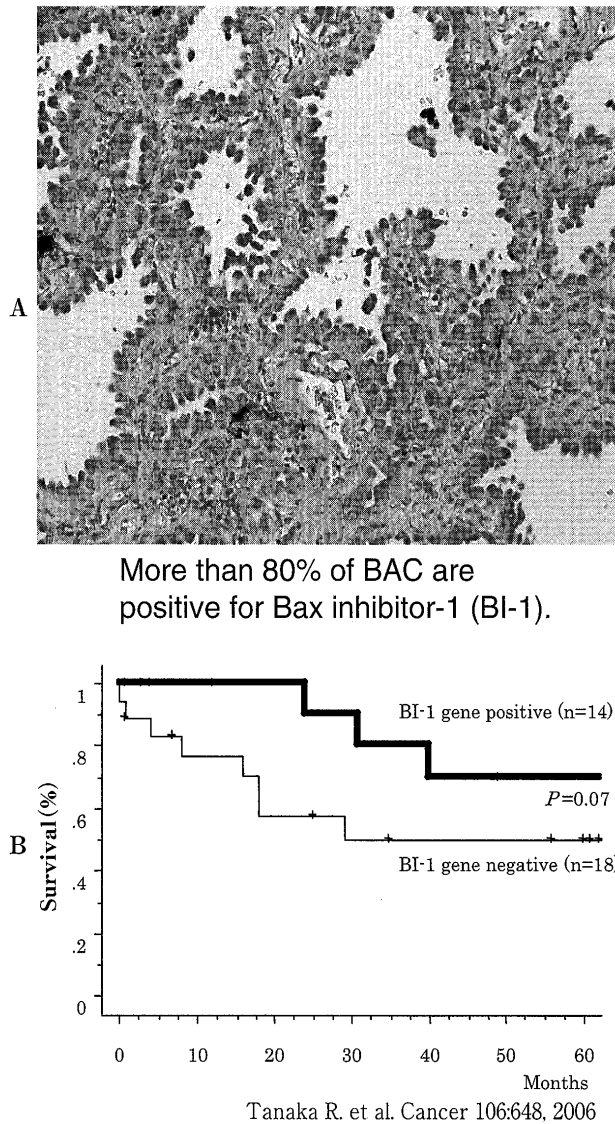 A
More than 80% of BAC are
positive for Bax inhibitor-1 (BI-1).
B
Survival (%)
1
.8
.6
.4
.2
0
BI-1 gene positive (n=14)
P=0.07
BI-1 gene negative (n=18)
0 10 20 30 40 50 60
Months
Tanaka R. et al. Cancer 106:648, 2006